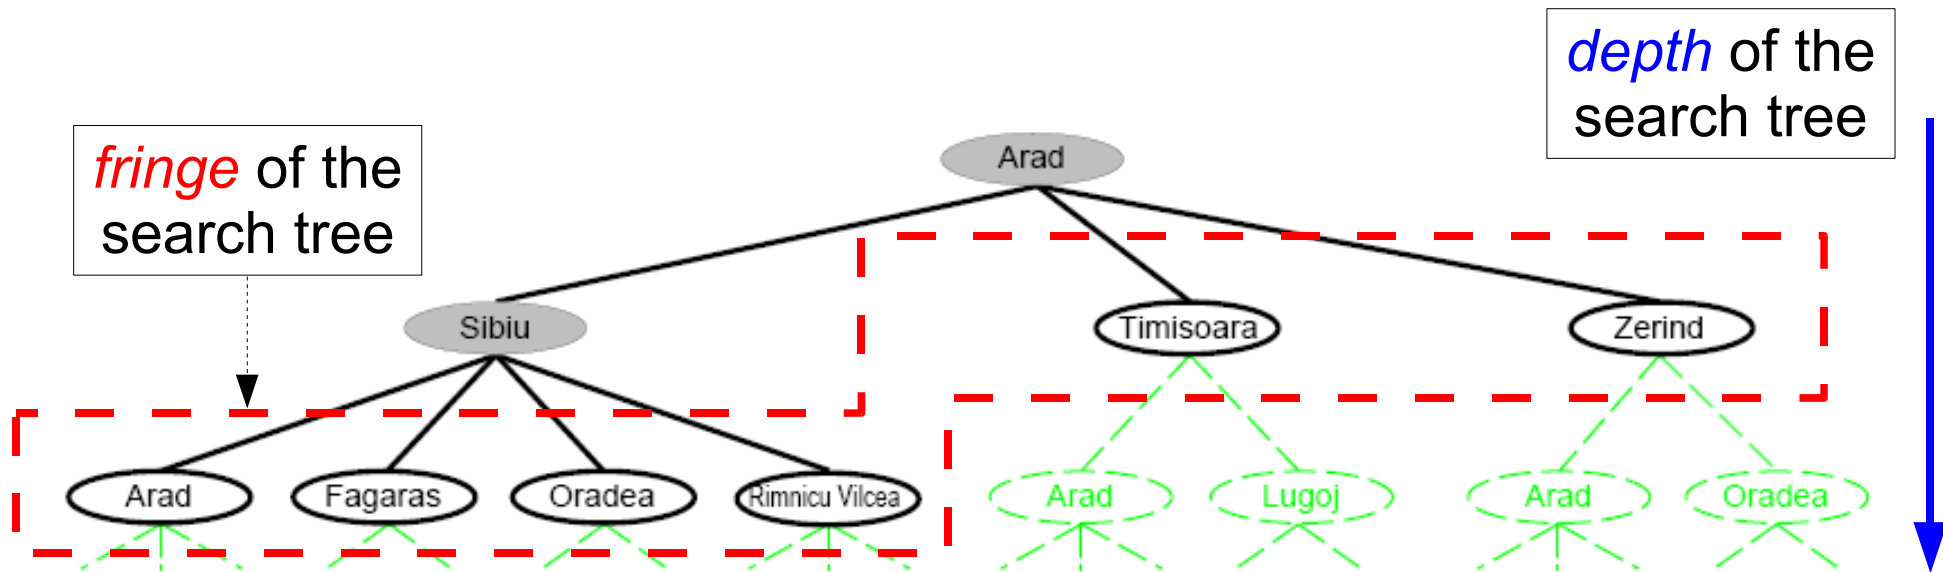 depth of the
search tree
fringe of the
search tree
Arad
Sibiu
Timisoara
Zerind
Arad
Fagaras
Oradea
Rimnicu Vilcea
Arad
Lugoj
Arad
Oradea